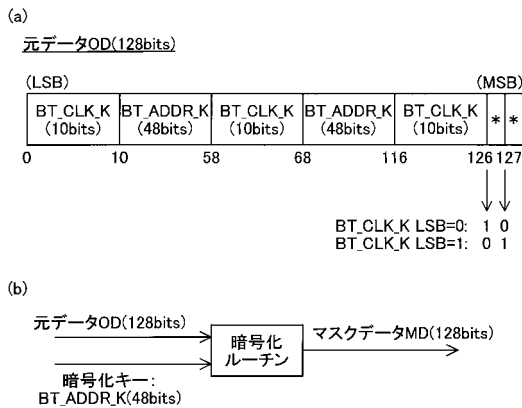 (a)
元データOD(128bits)
(LSB) (MSB)
BT_CLK_K BT_ADDR_K BT_CLK_K BT_ADDR_K BT_CLK_K * *
(10bits) (48bits) (10bits) (48bits) (10bits)
0 10 58 68 116 126 127
BT_CLK_K LSB=0: 1 0
BT_CLK_K LSB=1: 0 1
(b)
元データOD(128bits)
暗号化
ルーチン
マスクデータMD(128bits)
暗号化キー:
BT_ADDR_K(48bits)